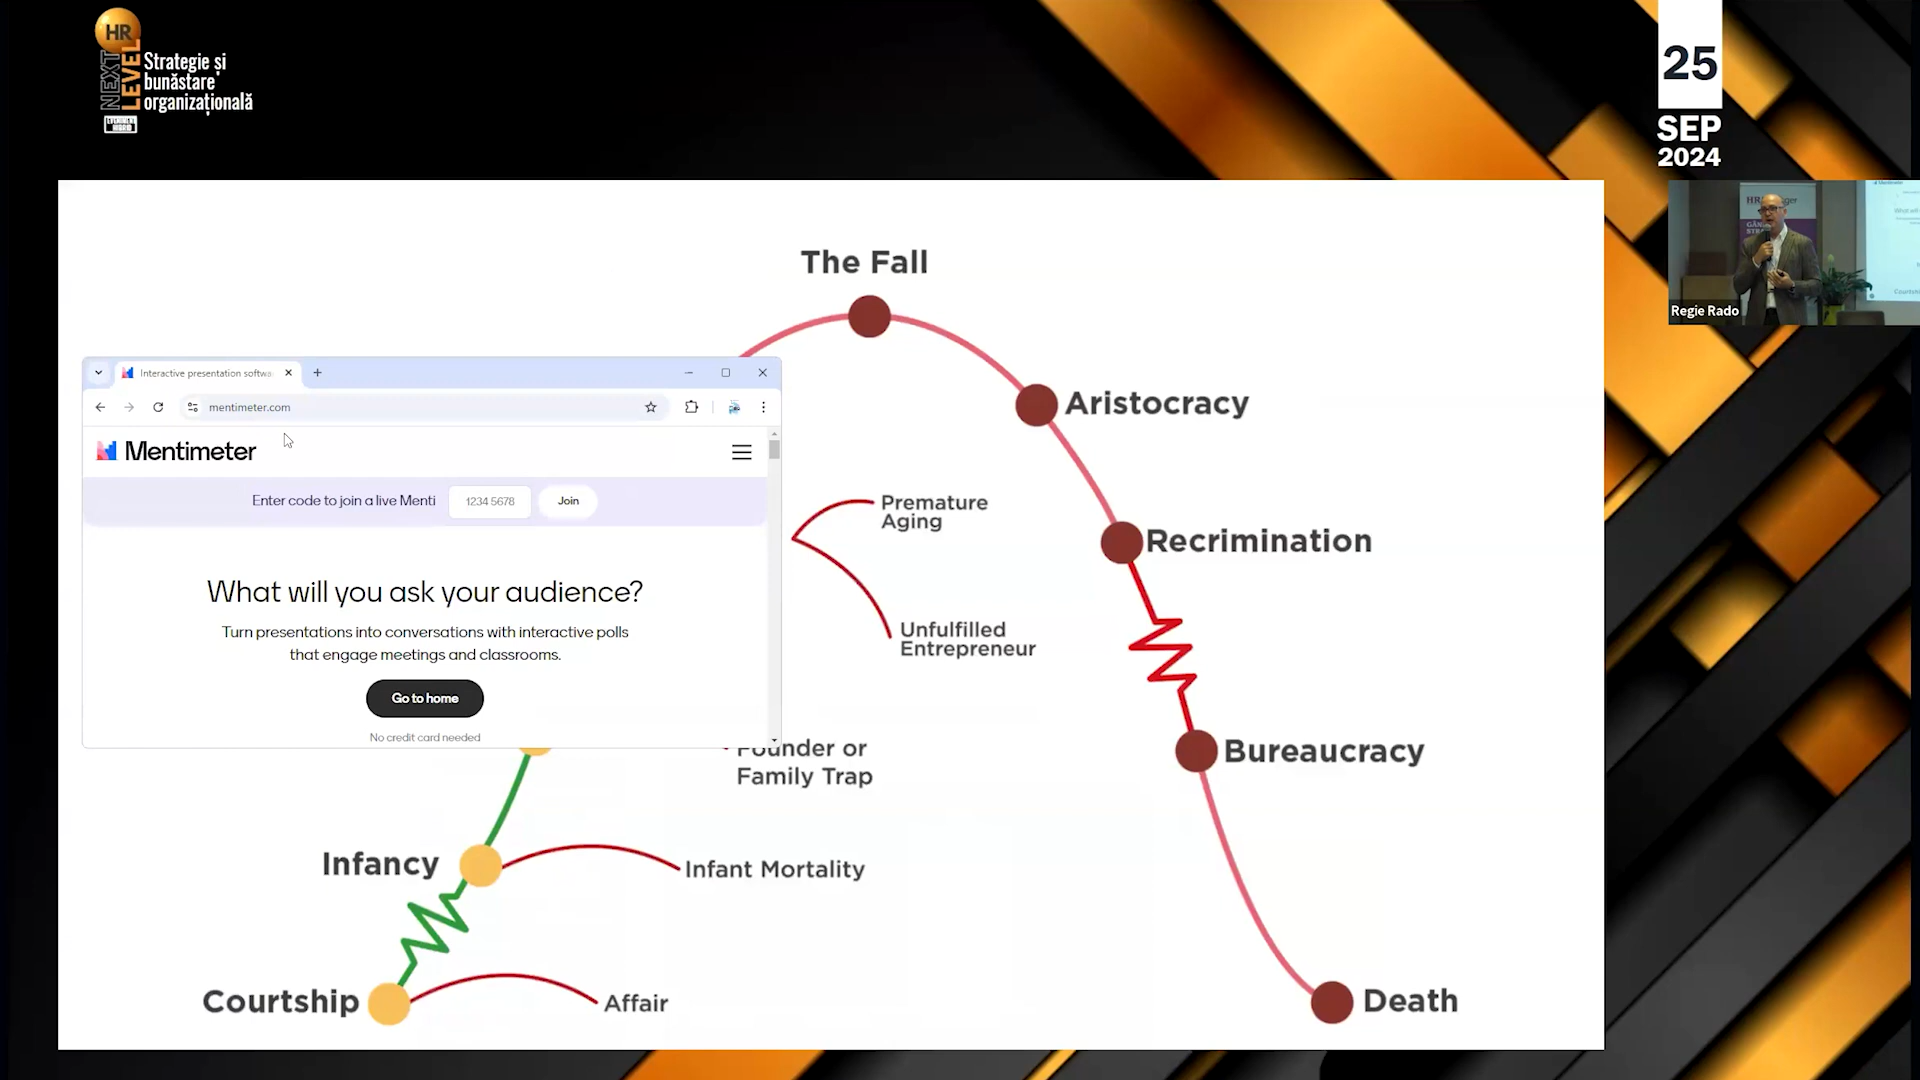 HR
NEXT
LEVEL
Strategie și
bunăstare
organizațională
25
SEP
2024
Regie Rado
The Fall
Aristocracy
Recrimination
Bureaucracy
Death
Premature
Aging
Unfulfilled
Entrepreneur
Interactive presentation softwa
mentimeter.com
Mentimeter
Enter code to join a live Menti
1234 5678
Join
What will you ask your audience?
Turn presentations into conversations with interactive polls
that engage meetings and classrooms.
Go to home
No credit card needed
Founder or
Family Trap
Infancy
Infant Mortality
Courtship
Affair